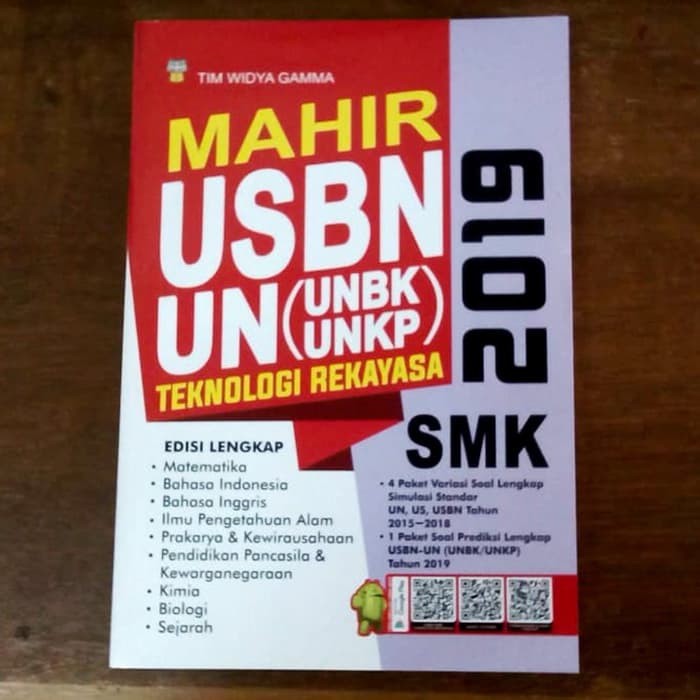 TIM WIDYA GAMMA
MAHIR
USBN
UN (UNBK
UNKP)
TEKNOLOGI REKAYASA
2019
SMK
EDISI LENGKAP
• Matematika
• Bahasa Indonesia
• Bahasa Inggris
• Ilmu Pengetahuan Alam
• Prakarya & Kewirausahaan
• Pendidikan Pancasila &
Kewarganegaraan
• Kimia
• Biologi
• Sejarah
• 4 Paket Variasi Soal Lengkap
Simulasi Standar
UN, US, USBN Tahun
2015–2018
• 1 Paket Soal Prediksi Lengkap
USBN-UN (UNBK/UNKP)
Tahun 2019
Google Play